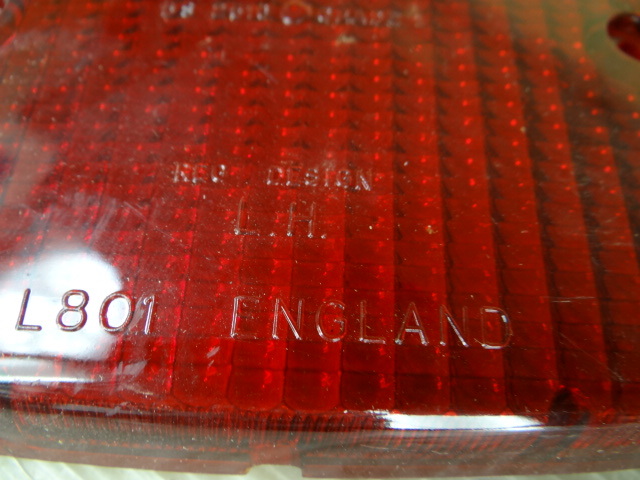 REG. DESIGN
L.H.
L801 ENGLAND